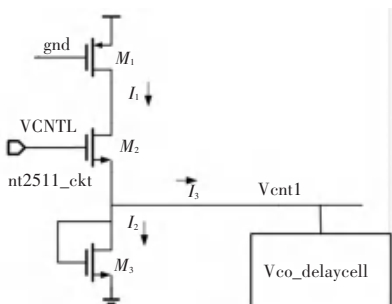 gnd
M₁
I₁
VCNTL
M₂
nt2511_ckt
I₃
Vcnt1
I₂
M₃
Vco_delaycell